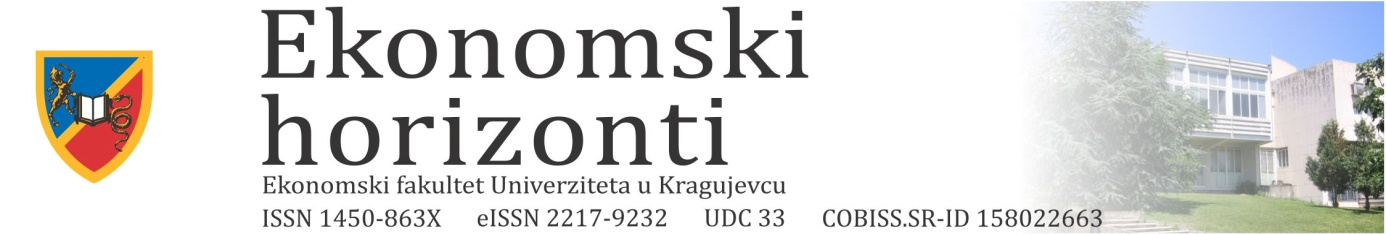 Ekonomski
horizonti
Ekonomski fakultet Univerziteta u Kragujevcu
ISSN 1450-863X eISSN 2217-9232 UDC 33 COBISS.SR-ID 158022663